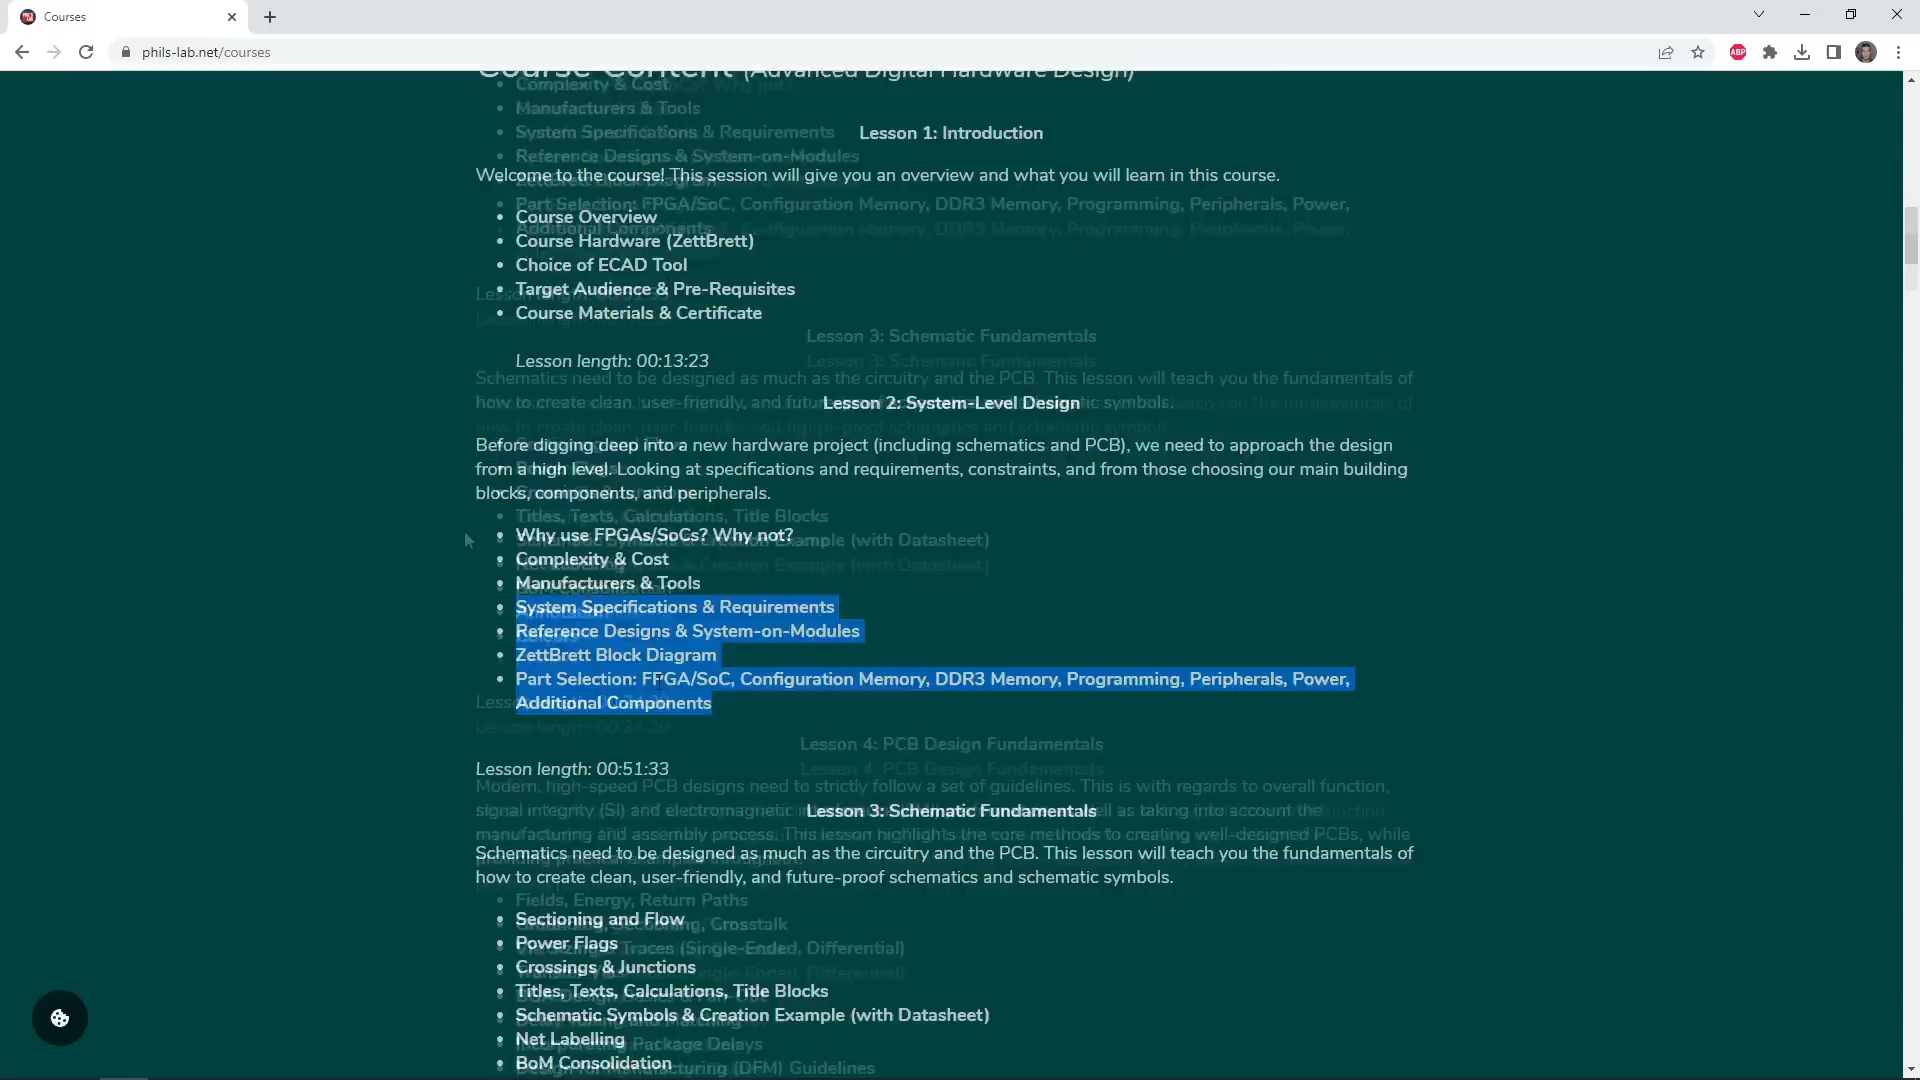 Courses
phils-lab.net/courses
ABP
Course Content (Advanced Digital Hardware Design)
Lesson 1: Introduction
Welcome to the course! This session will give you an overview and what you will learn in this course.
Course Overview
Course Hardware (ZettBrett)
Choice of ECAD Tool
Target Audience & Pre-Requisites
Course Materials & Certificate
Lesson length: 00:13:23
Lesson 2: System-Level Design
Before digging deep into a new hardware project (including schematics and PCB), we need to approach the design
from a high level. Looking at specifications and requirements, constraints, and from those choosing our main building
blocks, components, and peripherals.
Why use FPGAs/SoCs? Why not?
Complexity & Cost
Manufacturers & Tools
System Specifications & Requirements
Reference Designs & System-on-Modules
ZettBrett Block Diagram
Part Selection: FPGA/SoC, Configuration Memory, DDR3 Memory, Programming, Peripherals, Power,
Additional Components
Lesson length: 00:51:33
Lesson 3: Schematic Fundamentals
Schematics need to be designed as much as the circuitry and the PCB. This lesson will teach you the fundamentals of
how to create clean, user-friendly, and future-proof schematics and schematic symbols.
Sectioning and Flow
Power Flags
Crossings & Junctions
Titles, Texts, Calculations, Title Blocks
Schematic Symbols & Creation Example (with Datasheet)
Net Labelling
BoM Consolidation